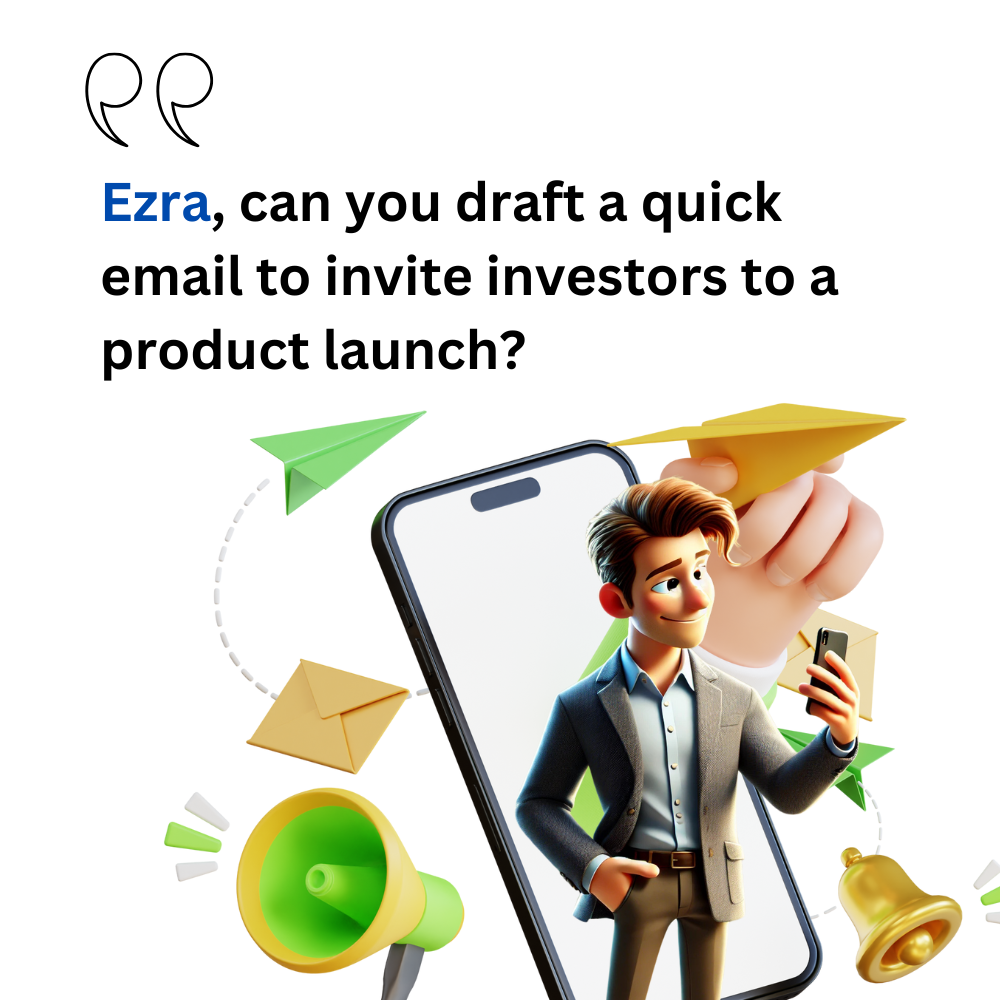 Ezra, can you draft a quick
email to invite investors to a
product launch?